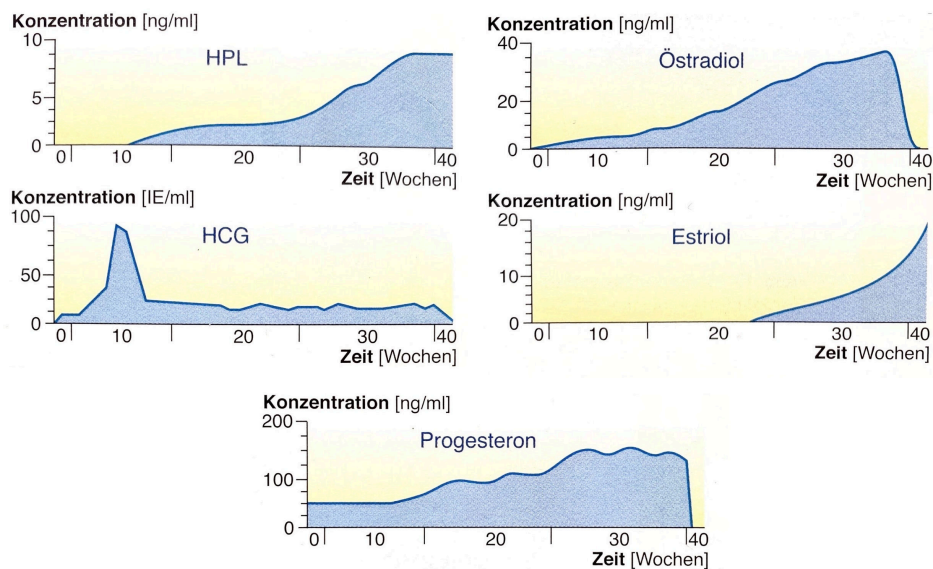 Konzentration [ng/ml]
10
5
0
HPL
0 10 20 30 40
Zeit [Wochen]
Konzentration [ng/ml]
40
20
0
Östradiol
0 10 20 30 40
Zeit [Wochen]
Konzentration [IE/ml]
100
50
0
HCG
0 10 20 30 40
Zeit [Wochen]
Konzentration [ng/ml]
20
10
0
Estriol
0 10 20 30 40
Zeit [Wochen]
Konzentration [ng/ml]
200
100
0
Progesteron
0 10 20 30 40
Zeit [Wochen]